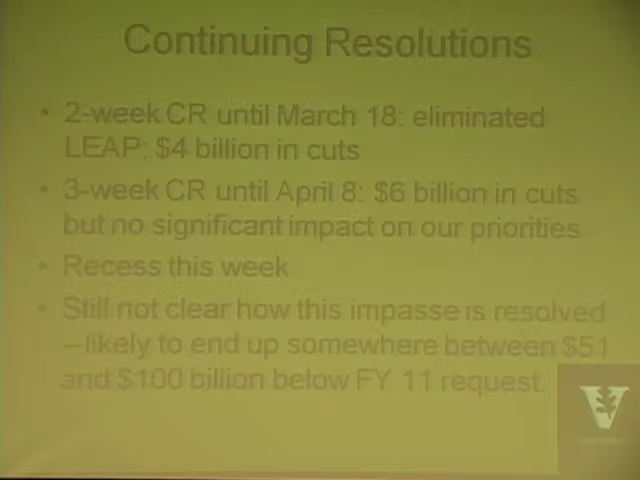 Continuing Resolutions
• 2-week CR until March 18: eliminated
LEAP: $4 billion in cuts
• 3-week CR until April 8: $6 billion in cuts
but no significant impact on our priorities
• Recess this week
• Still not clear how this impasse is resolved
– likely to end up somewhere between $51
and $100 billion below FY 11 request.
V